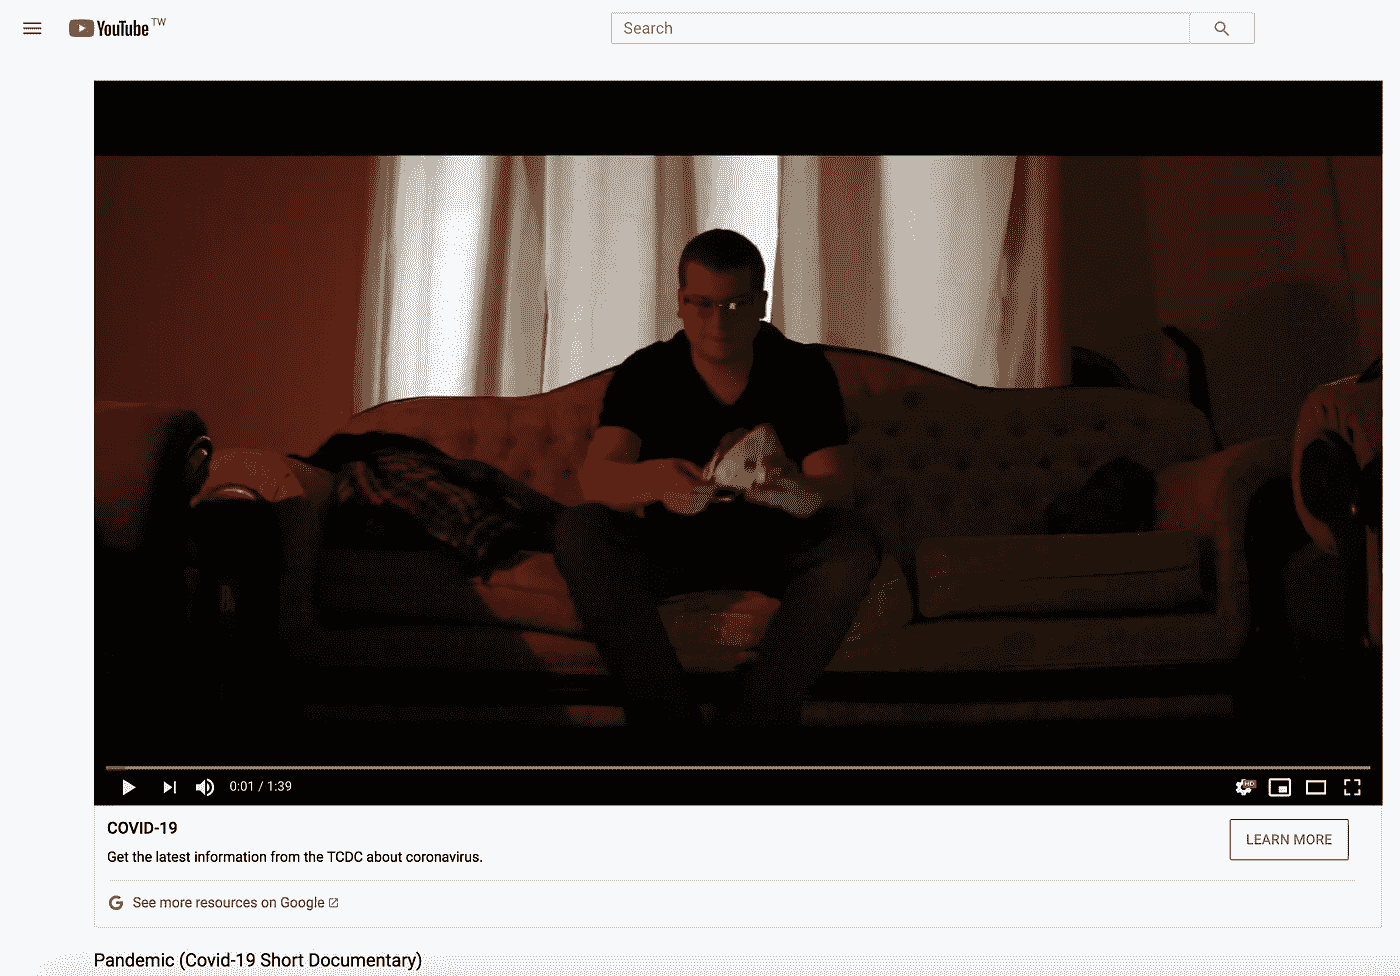 YouTube TW
Search
0:01 / 1:39
HD
COVID-19
Get the latest information from the TCDC about coronavirus.
LEARN MORE
See more resources on Google
Pandemic (Covid-19 Short Documentary)